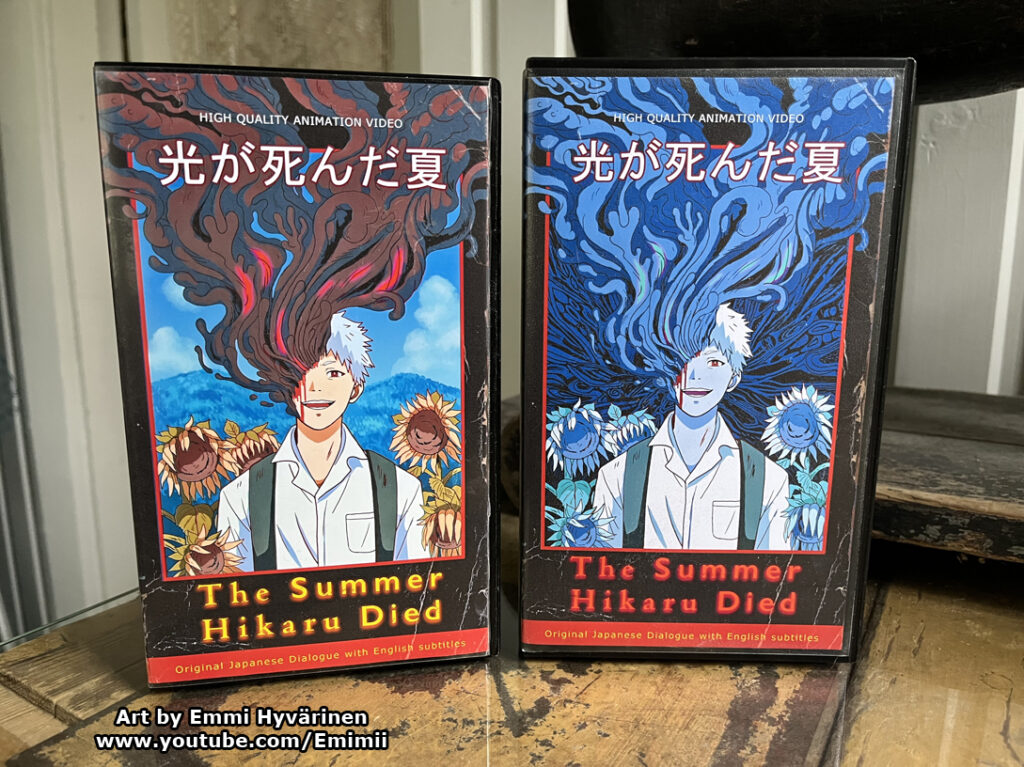 HIGH QUALITY ANIMATION VIDEO
光が死んだ夏
The Summer
Hikaru Died
Original Japanese Dialogue with English subtitles
HIGH QUALITY ANIMATION VIDEO
光が死んだ夏
The Summer
Hikaru Died
Original Japanese Dialogue with English subtitles
Art by Emmi Hyvärinen
www.youtube.com/Emimii